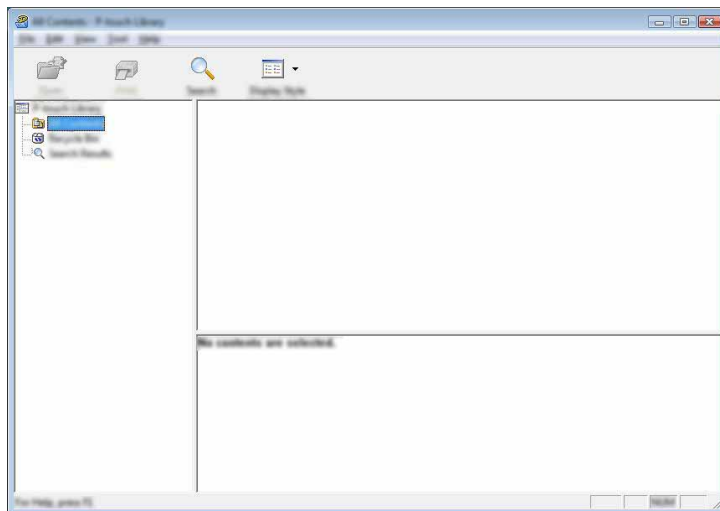 All Contents - P-touch Library
File Edit View Tool Help
Open Print Search Display Style
P-touch Library
All Contents
Recycle Bin
Search Results
No contents are selected.
For Help, press F1
NUM